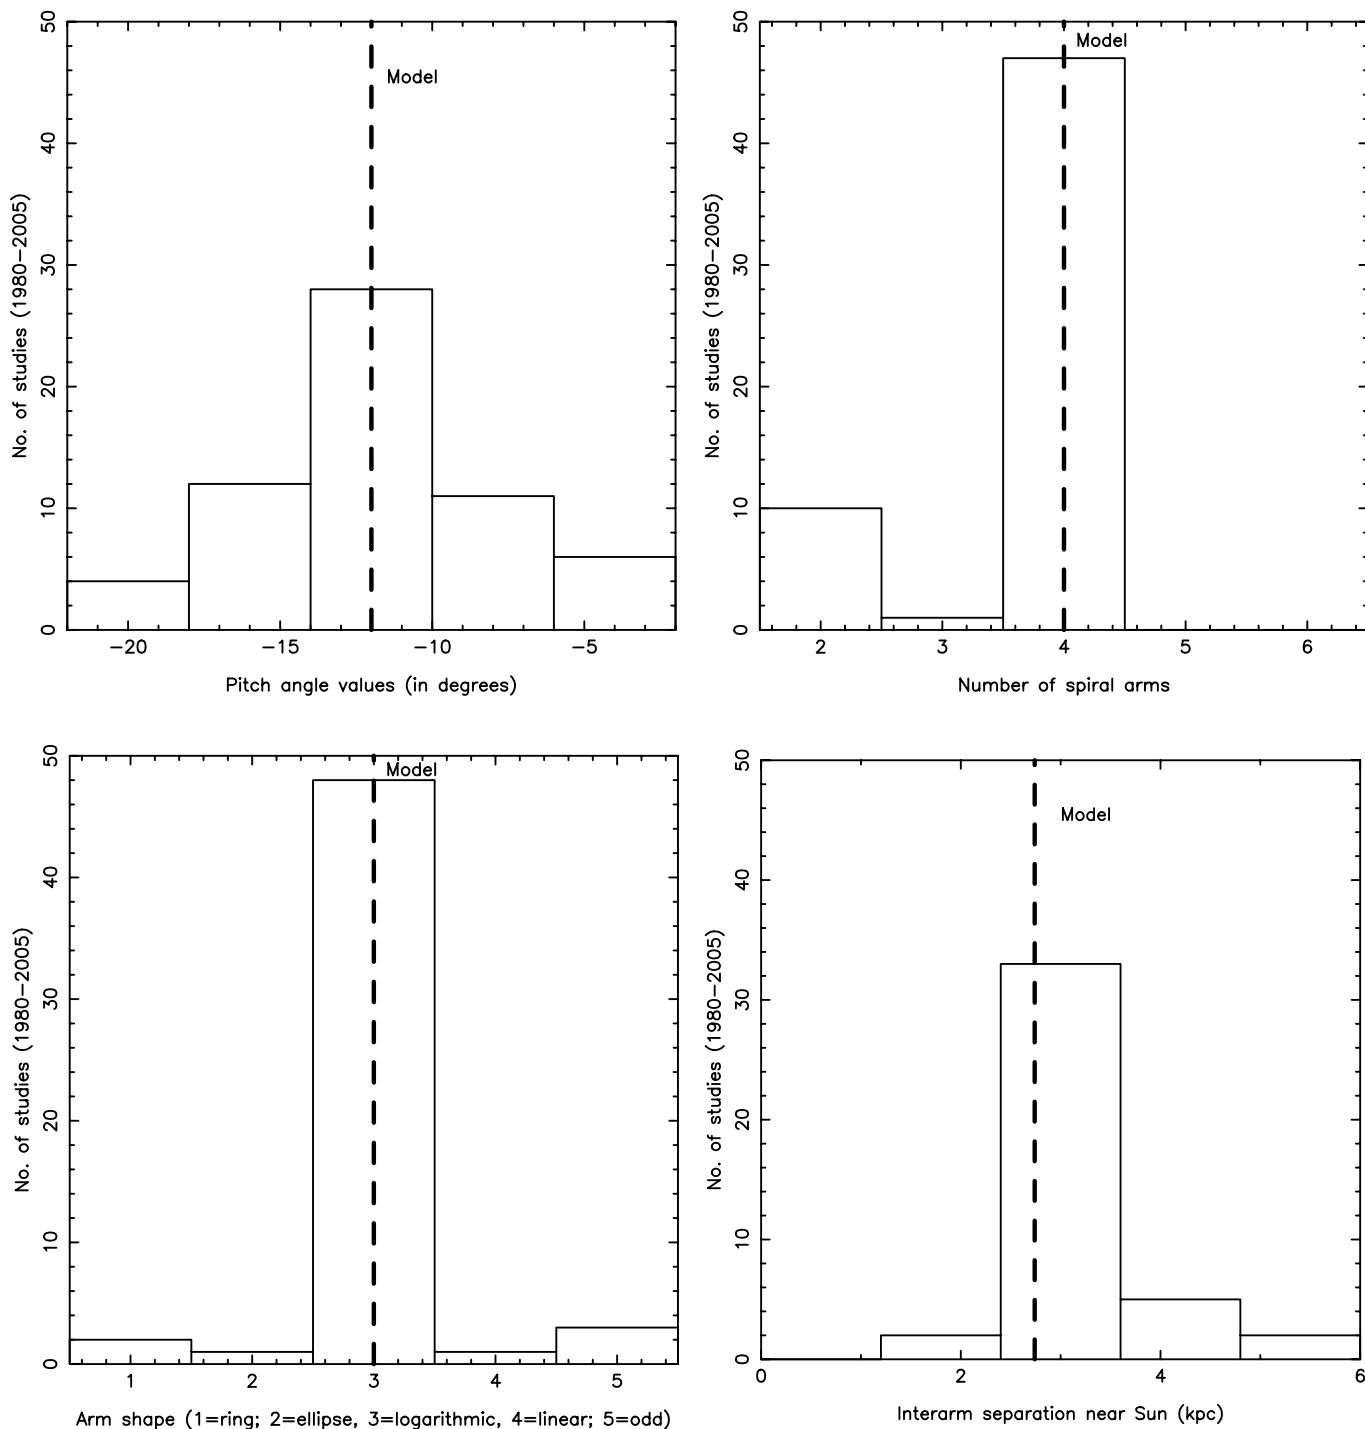 50
40
30
20
10
0
No. of studies (1980−2005)
Model
−20 −15 −10 −5
Pitch angle values (in degrees)
50
40
30
20
10
0
No. of studies (1980−2005)
Model
2 3 4 5 6
Number of spiral arms
50
40
30
20
10
0
No. of studies (1980−2005)
Model
1 2 3 4 5
Arm shape (1=ring; 2=ellipse, 3=logarithmic, 4=linear; 5=odd)
50
40
30
20
10
0
No. of studies (1980−2005)
Model
0 2 4 6
Interarm separation near Sun (kpc)